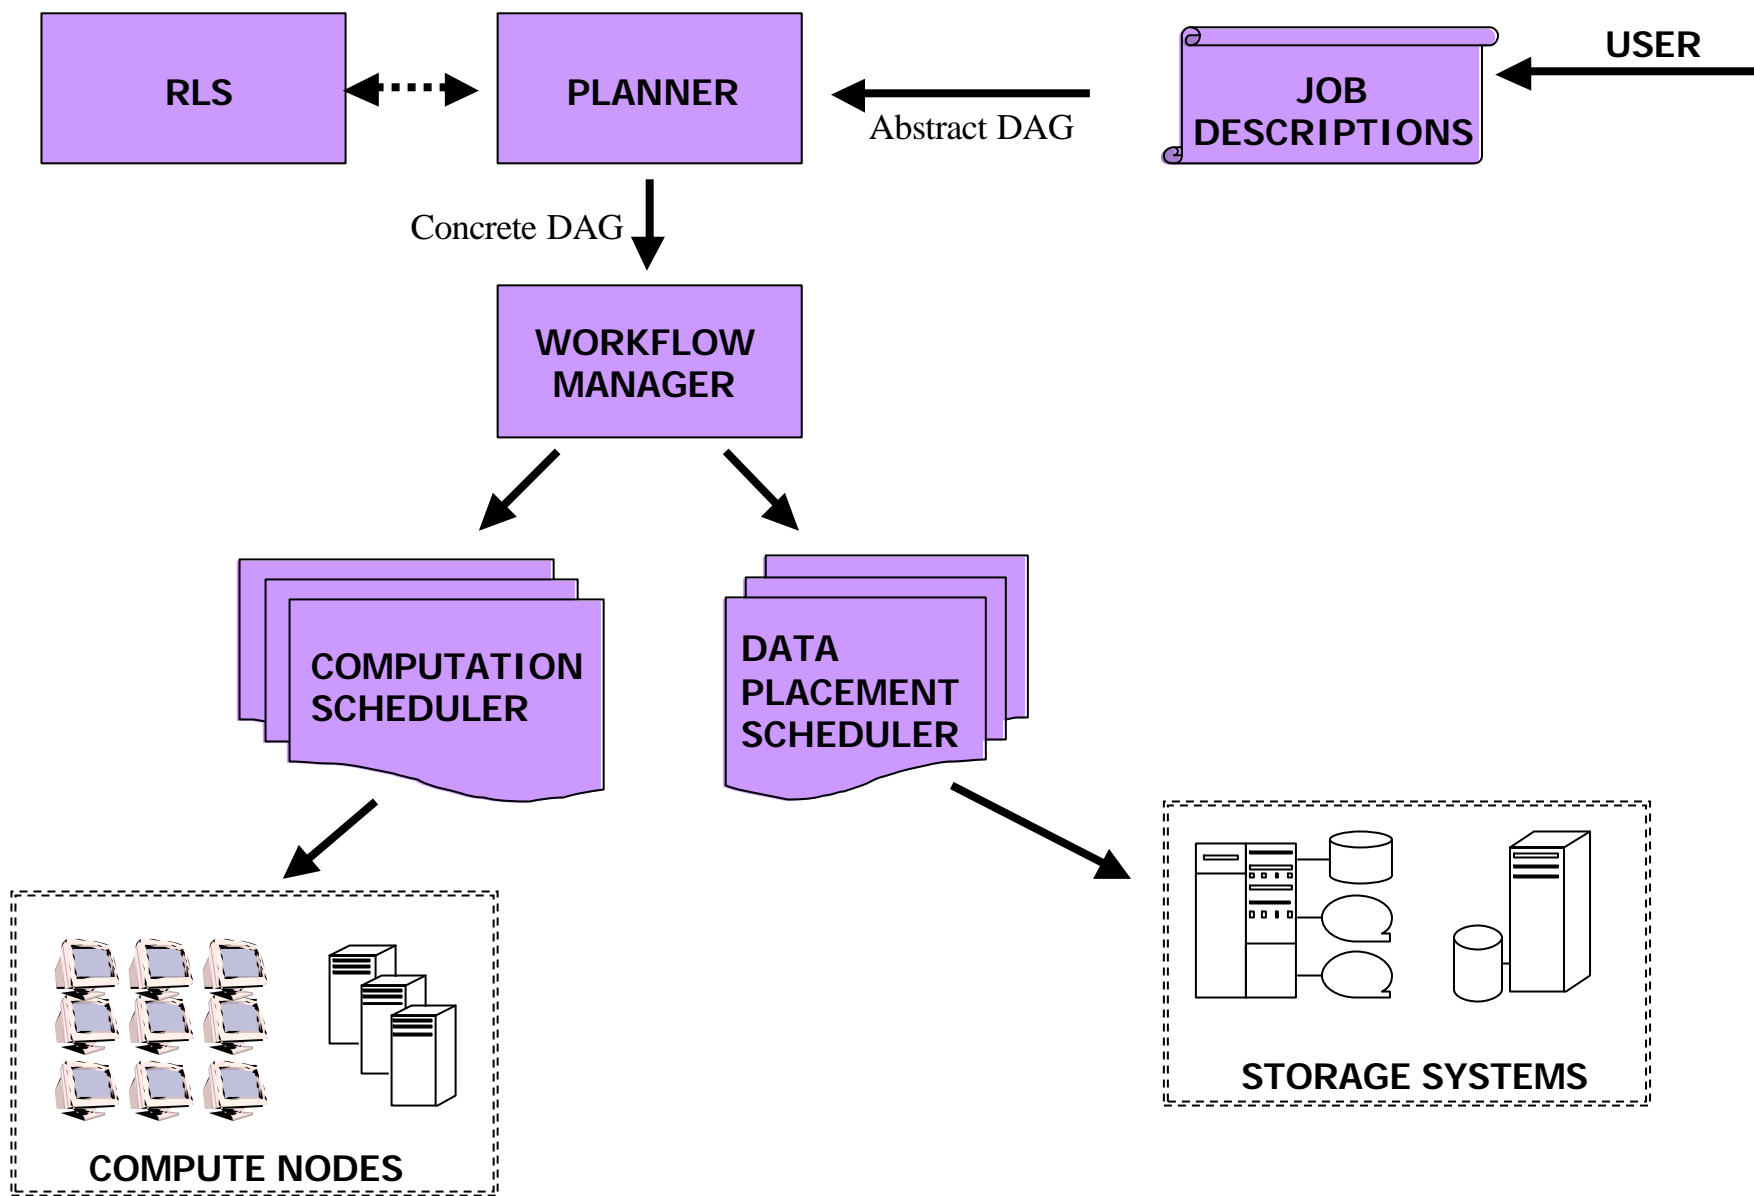 USER
RLS
PLANNER
JOB
DESCRIPTIONS
Abstract DAG
Concrete DAG
WORKFLOW
MANAGER
COMPUTATION
SCHEDULER
DATA
PLACEMENT
SCHEDULER
STORAGE SYSTEMS
COMPUTE NODES